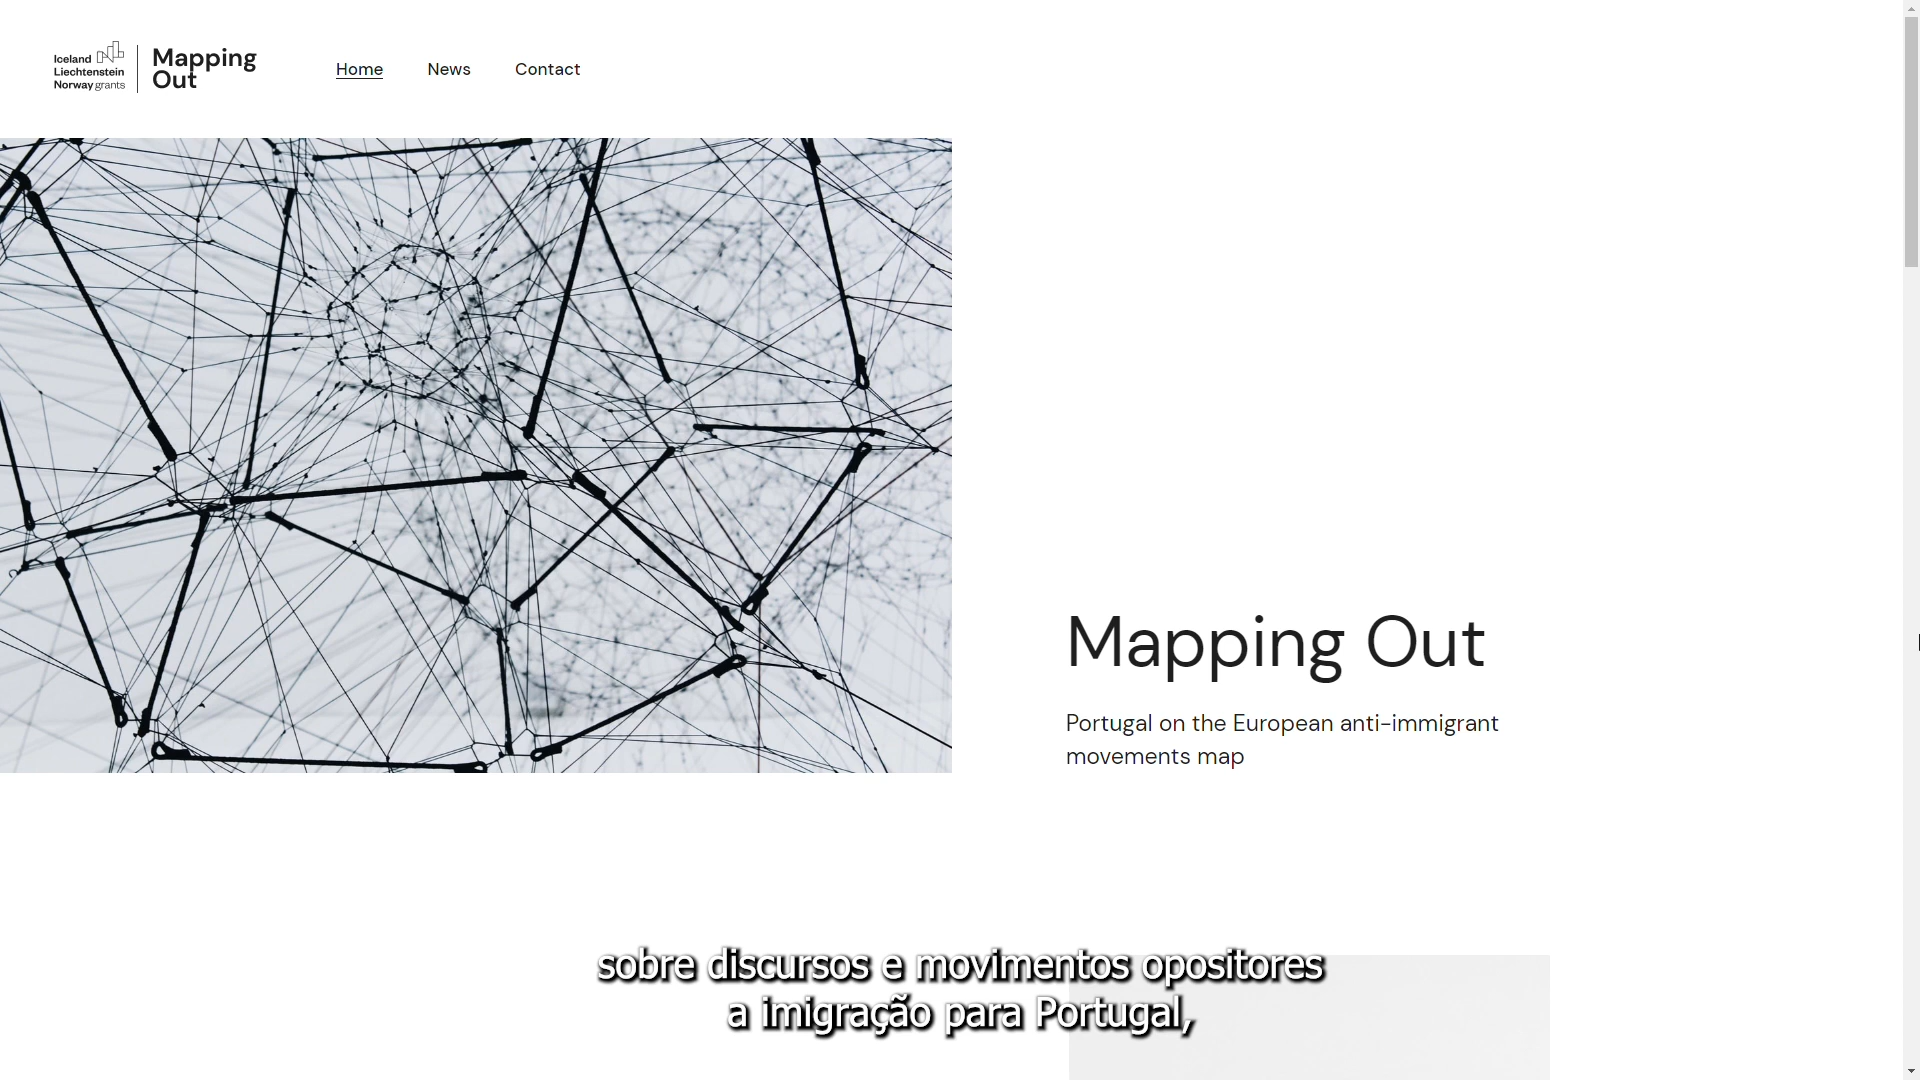 Iceland
Liechtenstein
Norway grants
Mapping
Out
Home
News
Contact
Mapping Out
Portugal on the European anti-immigrant
movements map
sobre discursos e movimentos opositores
a imigração para Portugal,